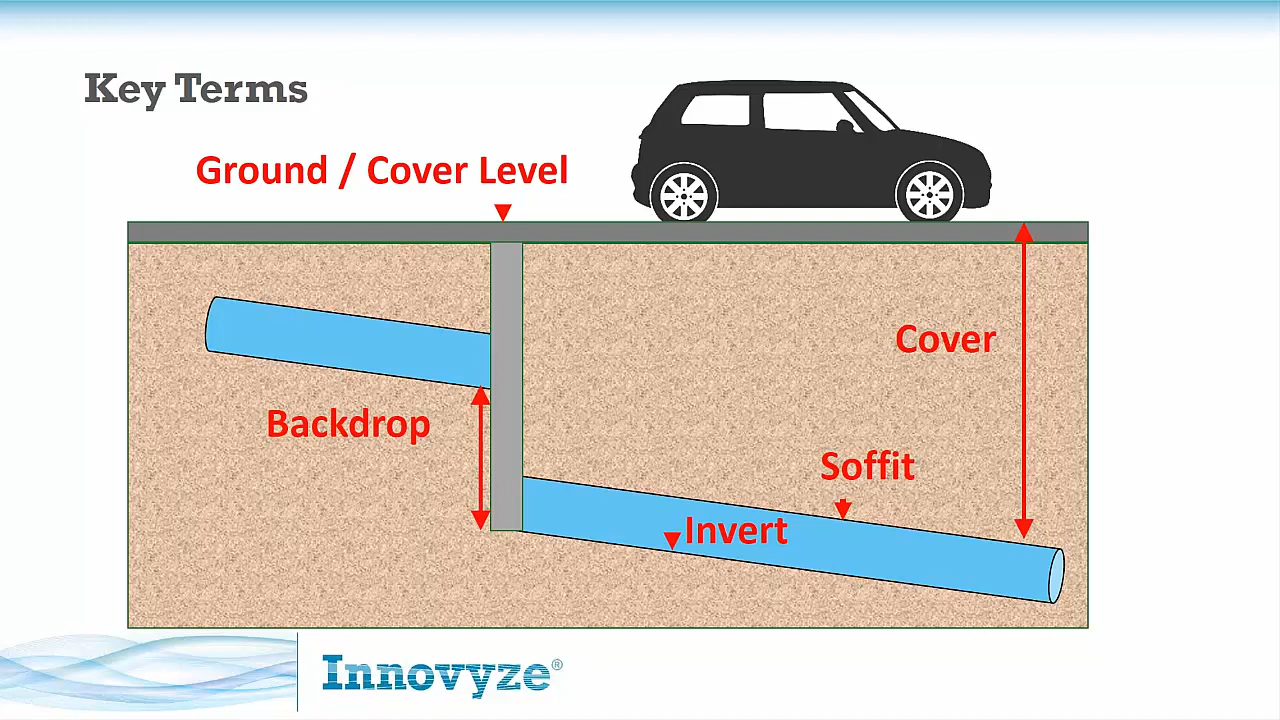 Key Terms
Ground / Cover Level
Cover
Backdrop
Soffit
Invert
Innovyze®